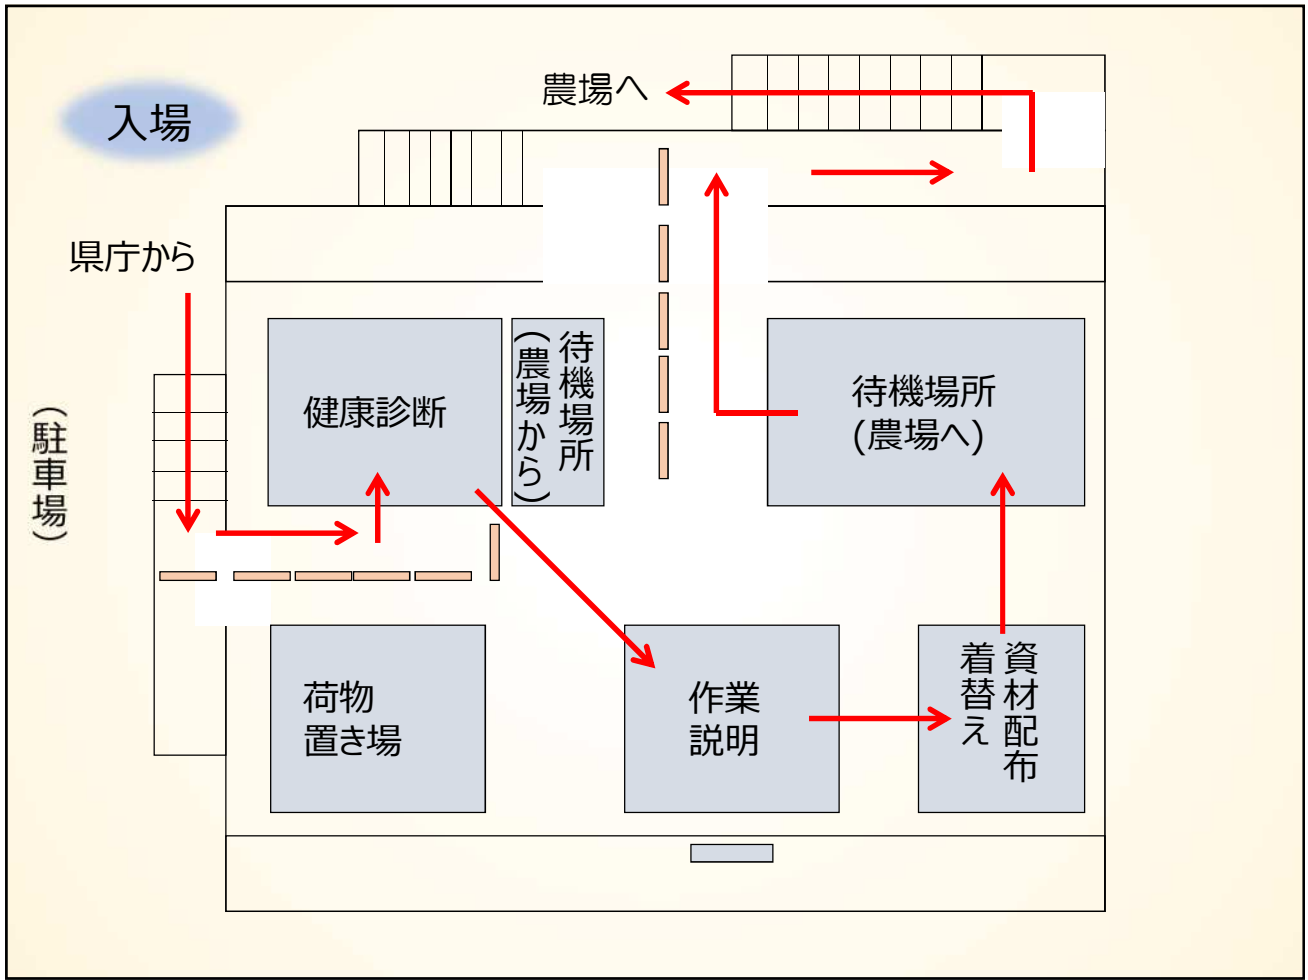 入場
農場へ
県庁から
(駐車場)
健康診断
待機場所
(農場から)
待機場所
(農場へ)
荷物
置き場
作業
説明
資材配布
着替え